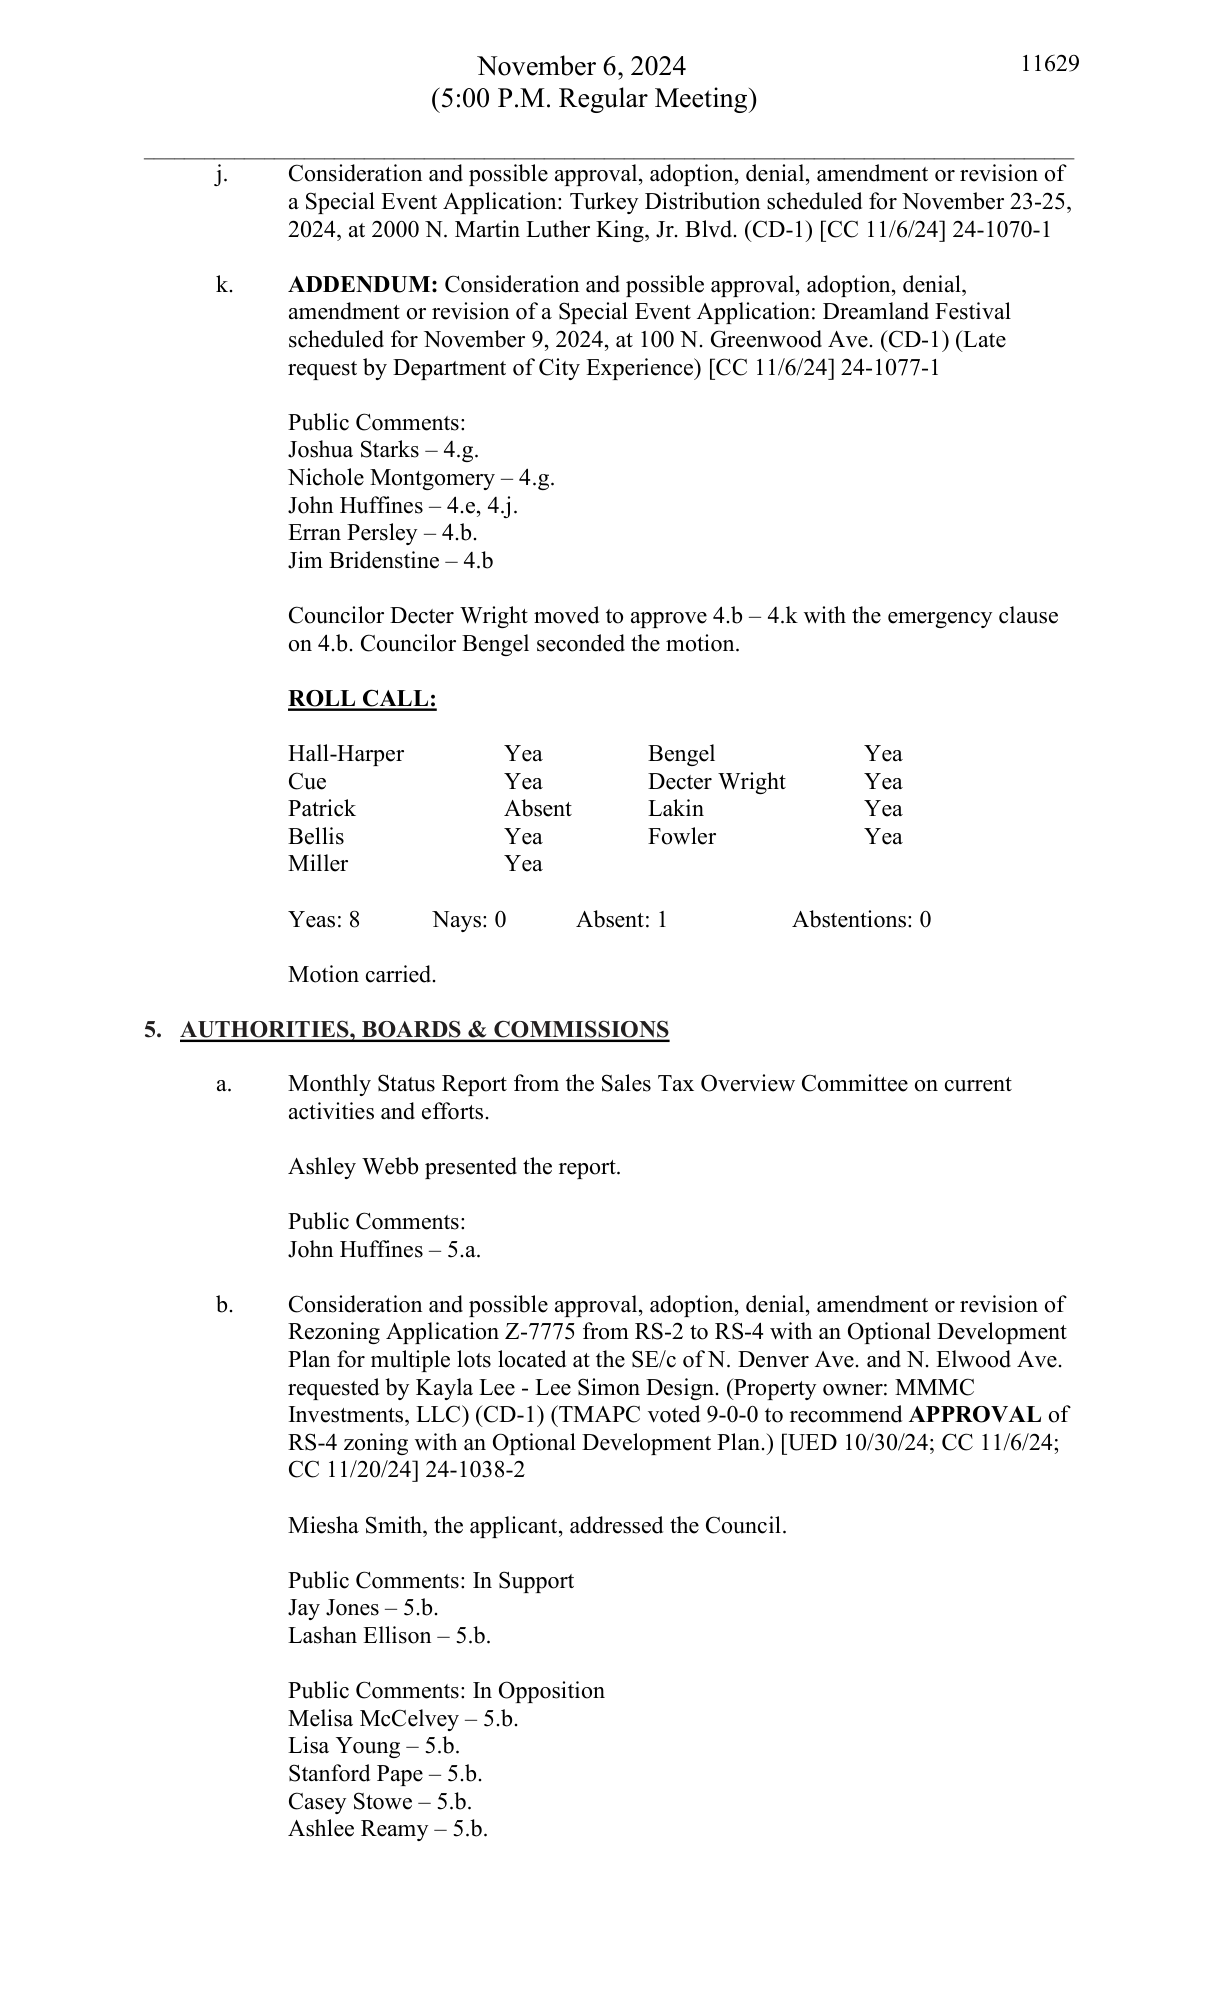 November 6, 2024 11629
(5:00 P.M. Regular Meeting)
j. Consideration and possible approval, adoption, denial, amendment or revision of
a Special Event Application: Turkey Distribution scheduled for November 23-25,
2024, at 2000 N. Martin Luther King, Jr. Blvd. (CD-1) [CC 11/6/24] 24-1070-1
k. ADDENDUM: Consideration and possible approval, adoption, denial,
amendment or revision of a Special Event Application: Dreamland Festival
scheduled for November 9, 2024, at 100 N. Greenwood Ave. (CD-1) (Late
request by Department of City Experience) [CC 11/6/24] 24-1077-1
Public Comments:
Joshua Starks – 4.g.
Nichole Montgomery – 4.g.
John Huffines – 4.e, 4.j.
Erran Persley – 4.b.
Jim Bridenstine – 4.b
Councilor Decter Wright moved to approve 4.b – 4.k with the emergency clause
on 4.b. Councilor Bengel seconded the motion.
ROLL CALL:
Hall-Harper Yea Bengel Yea
Cue Yea Decter Wright Yea
Patrick Absent Lakin Yea
Bellis Yea Fowler Yea
Miller Yea
Yeas: 8 Nays: 0 Absent: 1 Abstentions: 0
Motion carried.
5. AUTHORITIES, BOARDS & COMMISSIONS
a. Monthly Status Report from the Sales Tax Overview Committee on current
activities and efforts.
Ashley Webb presented the report.
Public Comments:
John Huffines – 5.a.
b. Consideration and possible approval, adoption, denial, amendment or revision of
Rezoning Application Z-7775 from RS-2 to RS-4 with an Optional Development
Plan for multiple lots located at the SE/c of N. Denver Ave. and N. Elwood Ave.
requested by Kayla Lee - Lee Simon Design. (Property owner: MMMC
Investments, LLC) (CD-1) (TMAPC voted 9-0-0 to recommend APPROVAL of
RS-4 zoning with an Optional Development Plan.) [UED 10/30/24; CC 11/6/24;
CC 11/20/24] 24-1038-2
Miesha Smith, the applicant, addressed the Council.
Public Comments: In Support
Jay Jones – 5.b.
Lashan Ellison – 5.b.
Public Comments: In Opposition
Melisa McCelvey – 5.b.
Lisa Young – 5.b.
Stanford Pape – 5.b.
Casey Stowe – 5.b.
Ashlee Reamy – 5.b.